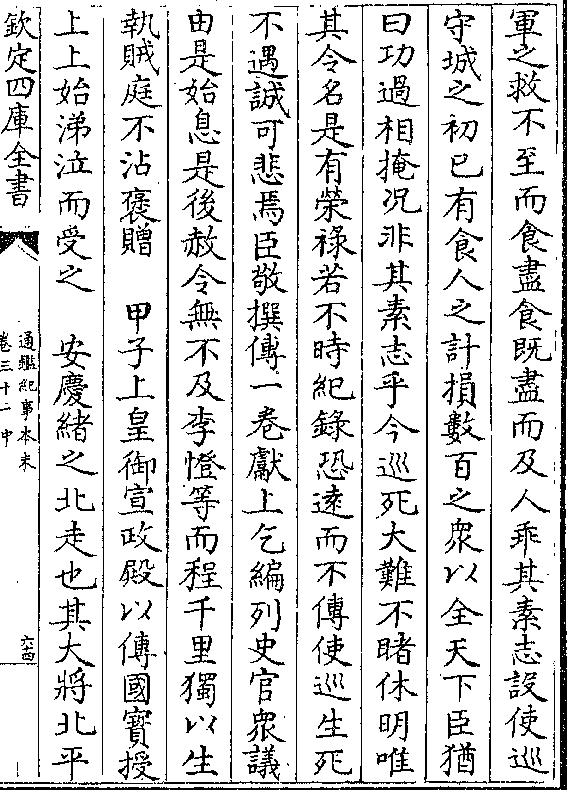 軍之救不至而食盡食既盡而及人乖其素志設使巡
守城之初已有食人之計損數百之衆以全天下臣猶
曰功過相掩况非其素志乎今巡死大難不睹休明唯
其令名是有榮祿若不時紀錄恐遠而不傳使巡生死
不遇誠可悲焉臣敬撰傳一卷獻上乞編列史官衆議
由是始息是後赦令無不及李憕等而程千里獨以生
執賊庭不沾褒贈 甲子上皇御宣政殿以傳國寳授
上上始涕泣而受之 安慶緒之北走也其大將北平
欽定四庫全書
通鑑紀事本末
卷三十一中
六十四